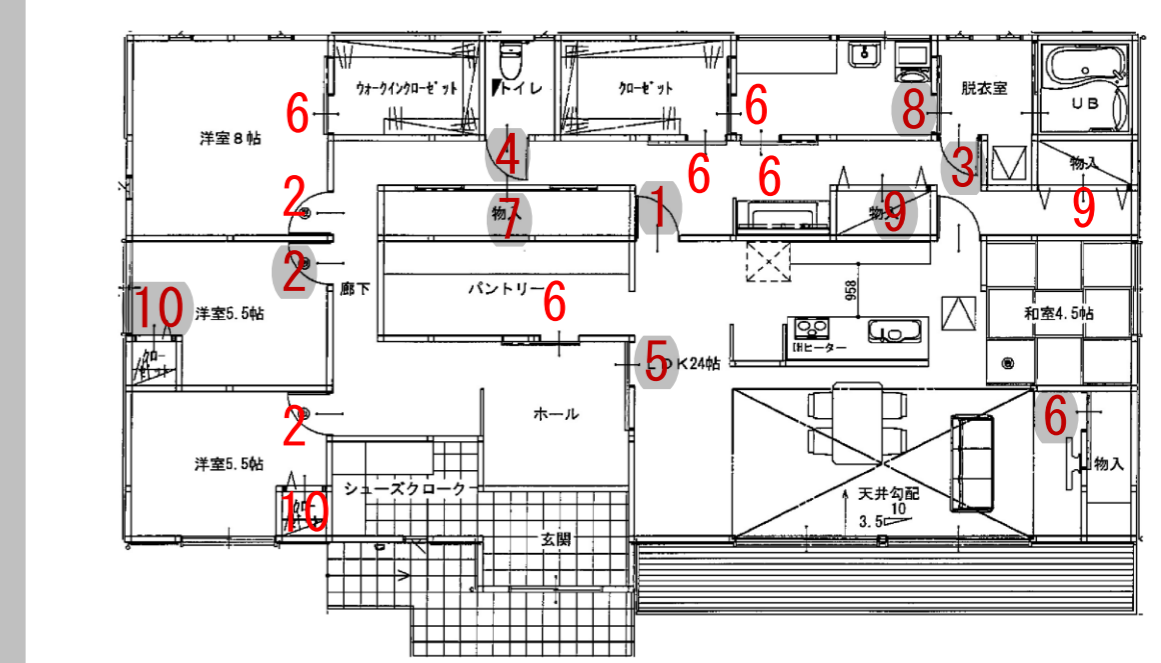 ウォークインクローゼット
トイレ
クローゼット
脱衣室
UB
洋室8帖
6
6
8
4
6
6
3
物入
2
物入
7
1
物入
9
9
2
廊下
パントリー
958
10
洋室5.5帖
6
和室4.5帖
クローゼット
IHヒーター
5
LDK24帖
2
ホール
6
洋室5.5帖
シューズクローク
物入
10
クローゼット
天井勾配
10
3.5
玄関